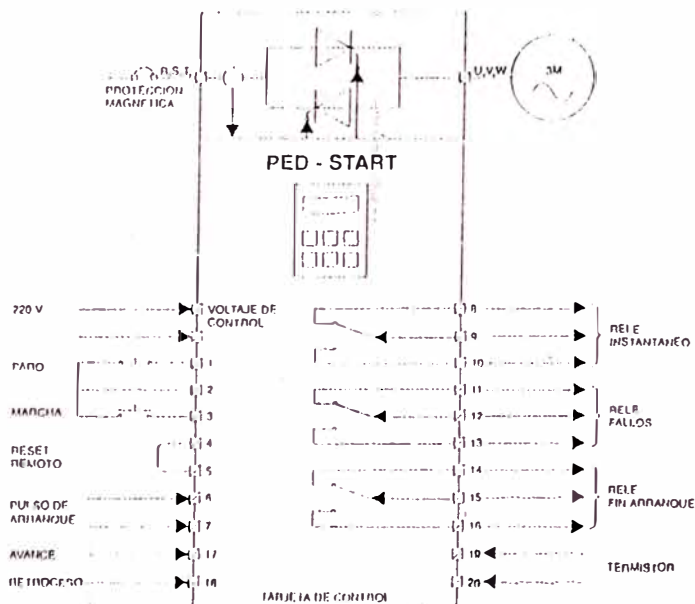 R.S.T.
U,V,W
3M
PROTECCION
MAGNETICA
PED - START
220 V
VOLTAJE DE
CONTROL
PARO
1
2
MARCHA
3
RESET
REMOTO
4
5
PULSO DE
ARRANQUE
6
7
AVANCE
17
RETROCESO
18
8
9
10
RELE
INSTANTANEO
11
12
13
RELE
FALLOS
14
15
16
RELE
FIN ARRANQUE
19
20
TERMISTOR
TARJETA DE CONTROL